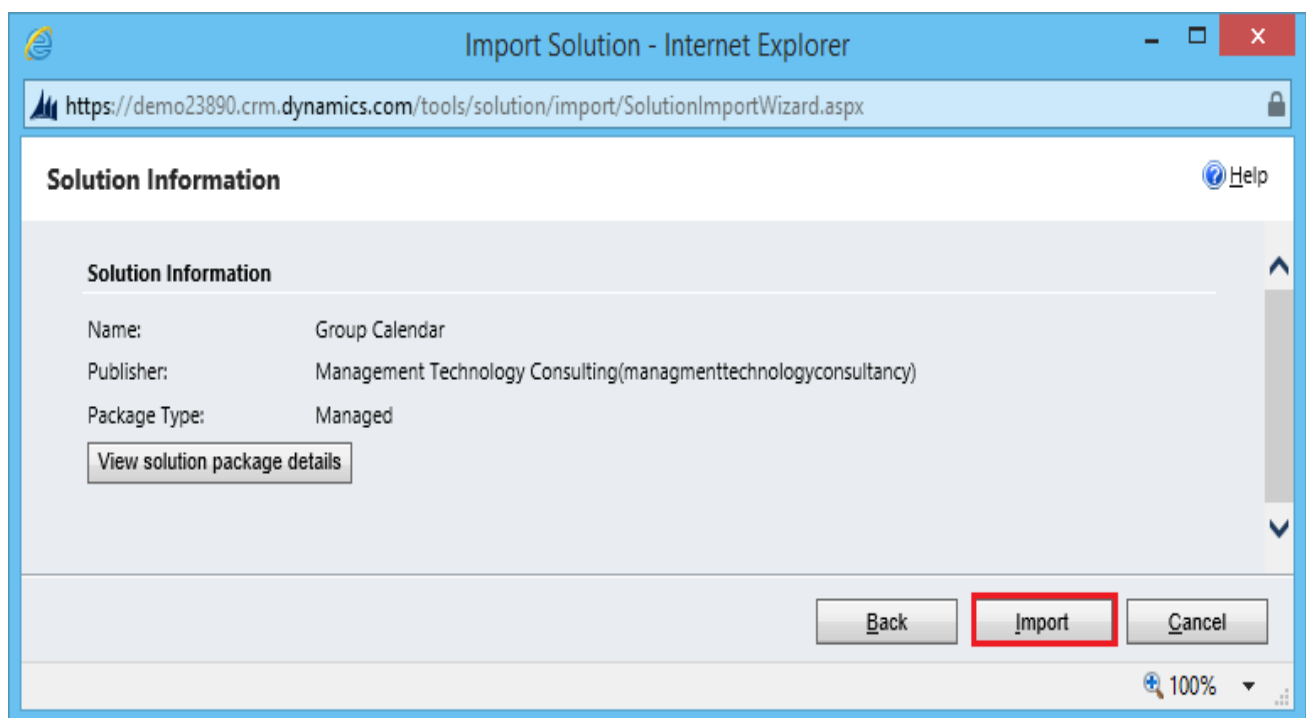 Import Solution - Internet Explorer
https://demo23890.crm.dynamics.com/tools/solution/import/SolutionImportWizard.aspx
Solution Information
Help
Solution Information
Name: Group Calendar
Publisher: Management Technology Consulting(managmenttechnologyconsultancy)
Package Type: Managed
View solution package details
Back Import Cancel
100%